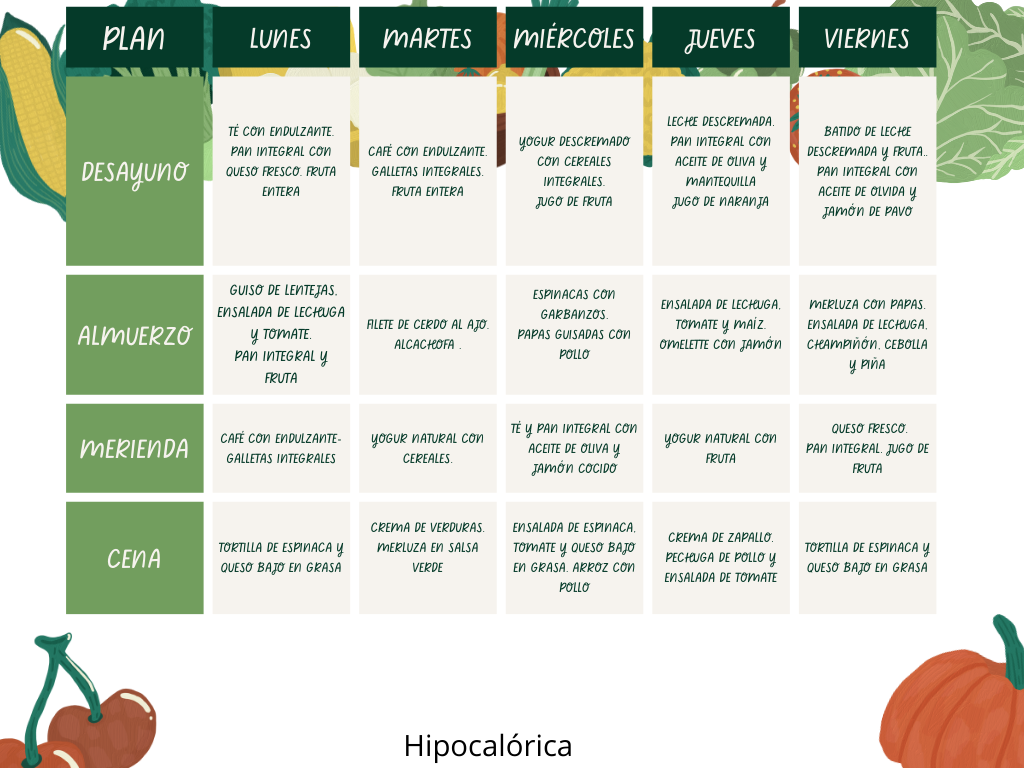 PLAN
LUNES
MARTES
MIÉRCOLES
JUEVES
VIERNES
DESAYUNO
TÉ CON ENDULZANTE.
PAN INTEGRAL CON
QUESO FRESCO. FRUTA
ENTERA
CAFÉ CON ENDULZANTE.
GALLETAS INTEGRALES.
FRUTA ENTERA
YOGUR DESCREMADO
CON CEREALES
INTEGRALES.
JUGO DE FRUTA
LECHE DESCREMADA.
PAN INTEGRAL CON
ACEITE DE OLIVA Y
MANTEQUILLA
JUGO DE NARANJA
BATIDO DE LECHE
DESCREMADA Y FRUTA..
PAN INTEGRAL CON
ACEITE DE OLVIDA Y
JAMÓN DE PAVO
ALMUERZO
GUISO DE LENTEJAS,
ENSALADA DE LECHUGA
Y TOMATE.
PAN INTEGRAL Y
FRUTA
FILETE DE CERDO AL AJO.
ALCACHOFA .
ESPINACAS CON
GARBANZOS.
PAPAS GUISADAS CON
POLLO
ENSALADA DE LECHUGA,
TOMATE Y MAÍZ.
OMELETTE CON JAMÓN
MERLUZA CON PAPAS.
ENSALADA DE LECHUGA,
CHAMPIÑÓN, CEBOLLA
Y PIÑA
MERIENDA
CAFÉ CON ENDULZANTE-
GALLETAS INTEGRALES
YOGUR NATURAL CON
CEREALES.
TÉ Y PAN INTEGRAL CON
ACEITE DE OLIVA Y
JAMÓN COCIDO
YOGUR NATURAL CON
FRUTA
QUESO FRESCO.
PAN INTEGRAL. JUGO DE
FRUTA
CENA
TORTILLA DE ESPINACA Y
QUESO BAJO EN GRASA
CREMA DE VERDURAS.
MERLUZA EN SALSA
VERDE
ENSALADA DE ESPINACA,
TOMATE Y QUESO BAJO
EN GRASA. ARROZ CON
POLLO
CREMA DE ZAPALLO.
PECHUGA DE POLLO Y
ENSALADA DE TOMATE
TORTILLA DE ESPINACA Y
QUESO BAJO EN GRASA
Hipocalórica